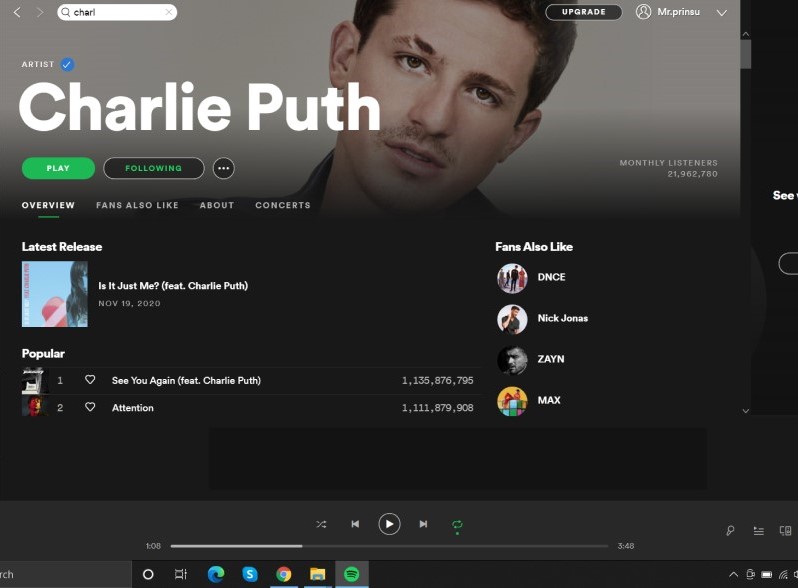 charl
UPGRADE
Mr.prinsu
ARTIST
Charlie Puth
PLAY
FOLLOWING
MONTHLY LISTENERS
21,962,780
OVERVIEW
FANS ALSO LIKE
ABOUT
CONCERTS
See
Latest Release
Is It Just Me? (feat. Charlie Puth)
NOV 19, 2020
Fans Also Like
DNCE
Nick Jonas
ZAYN
MAX
Popular
1 See You Again (feat. Charlie Puth) 1,135,876,795
2 Attention 1,111,879,908
1:08
3:48
rch